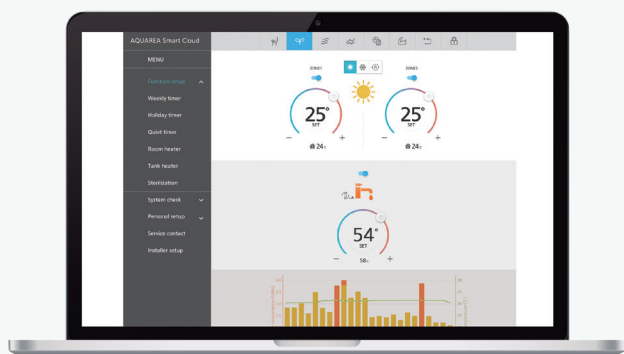 AQUAREA Smart Cloud
MENU
Function setup
Weekly timer
Holiday timer
Quiet timer
Room heater
Tank heater
Sterilization
System check
Personal setup
Service contact
Installer setup
ZONE1
25°
SET
− +
24
25°
SET
− +
24
54°
SET
− +
58